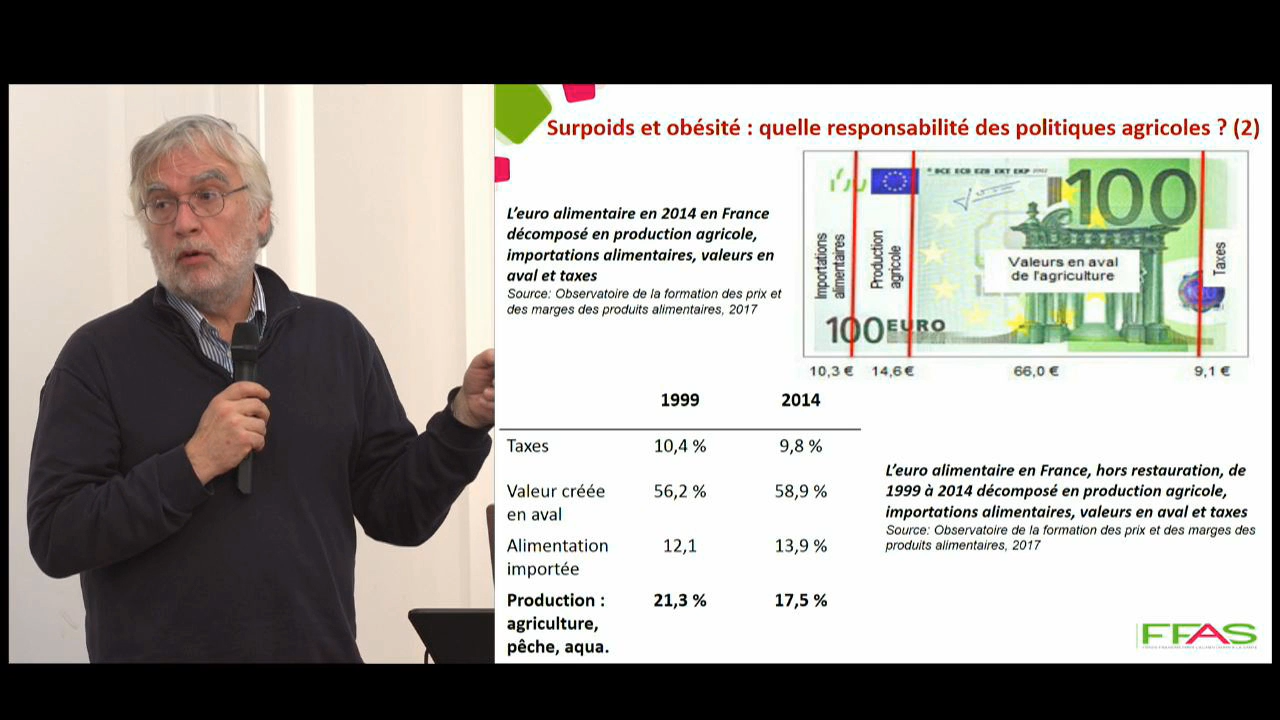 Surpoids et obésité : quelle responsabilité des politiques agricoles ? (2)
L'euro alimentaire en 2014 en France
décomposé en production agricole,
importations alimentaires, valeurs en
aval et taxes
Source: Observatoire de la formation des prix et
des marges des produits alimentaires, 2017
BCE ECB EZB EKT EKP 2002
100
Importations
alimentaires
Production
agricole
Valeurs en aval
de l'agriculture
Taxes
100 EURO
10,3 € 14,6 € 66,0 € 9,1 €
1999 2014
Taxes 10,4 % 9,8 %
Valeur créée
en aval 56,2 % 58,9 %
Alimentation
importée 12,1 13,9 %
Production :
agriculture,
pêche, aqua. 21,3 % 17,5 %
L'euro alimentaire en France, hors restauration, de
1999 à 2014 décomposé en production agricole,
importations alimentaires, valeurs en aval et taxes
Source: Observatoire de la formation des prix et des marges des
produits alimentaires, 2017
FFAS